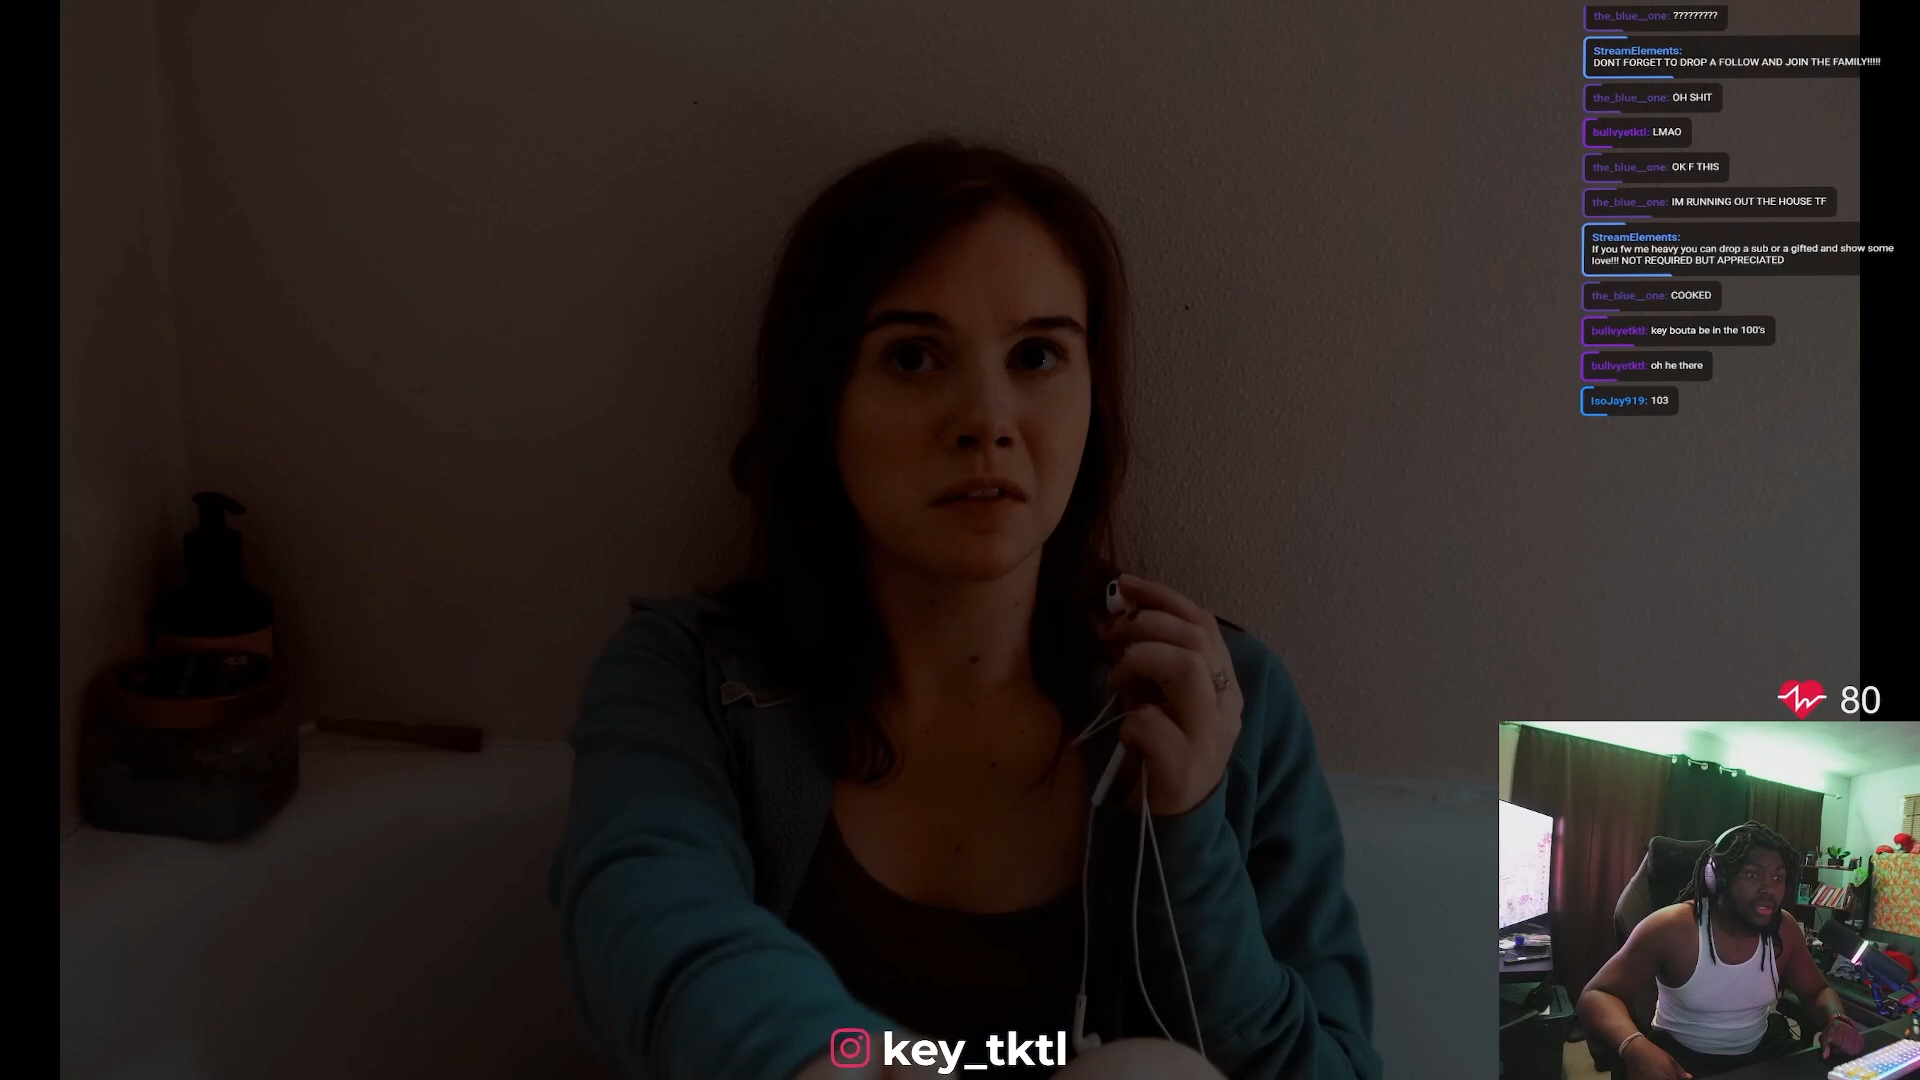 the_blue__one: ?????????
StreamElements:
DONT FORGET TO DROP A FOLLOW AND JOIN THE FAMILY!!!!!
the_blue__one: OH SHIT
bullvyetktl: LMAO
the_blue__one: OK F THIS
the_blue__one: IM RUNNING OUT THE HOUSE TF
StreamElements:
If you fw me heavy you can drop a sub or a gifted and show some
love!!! NOT REQUIRED BUT APPRECIATED
the_blue__one: COOKED
bullvyetktl: key bouta be in the 100's
bullvyetktl: oh he there
IsoJay919: 103
80
key_tktl